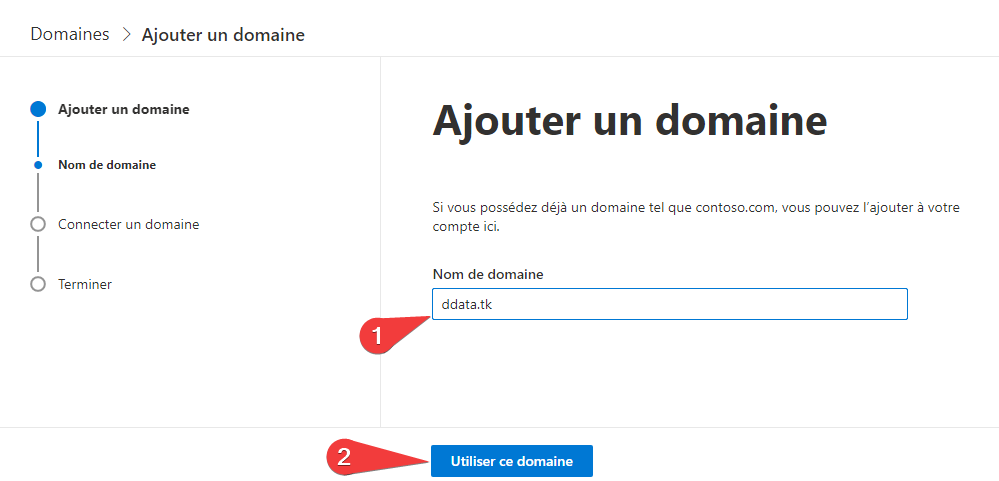 Domaines > Ajouter un domaine
Ajouter un domaine
Nom de domaine
Connecter un domaine
Terminer
Ajouter un domaine
Si vous possédez déjà un domaine tel que contoso.com, vous pouvez l’ajouter à votre
compte ici.
Nom de domaine
ddata.tk
1
2
Utiliser ce domaine